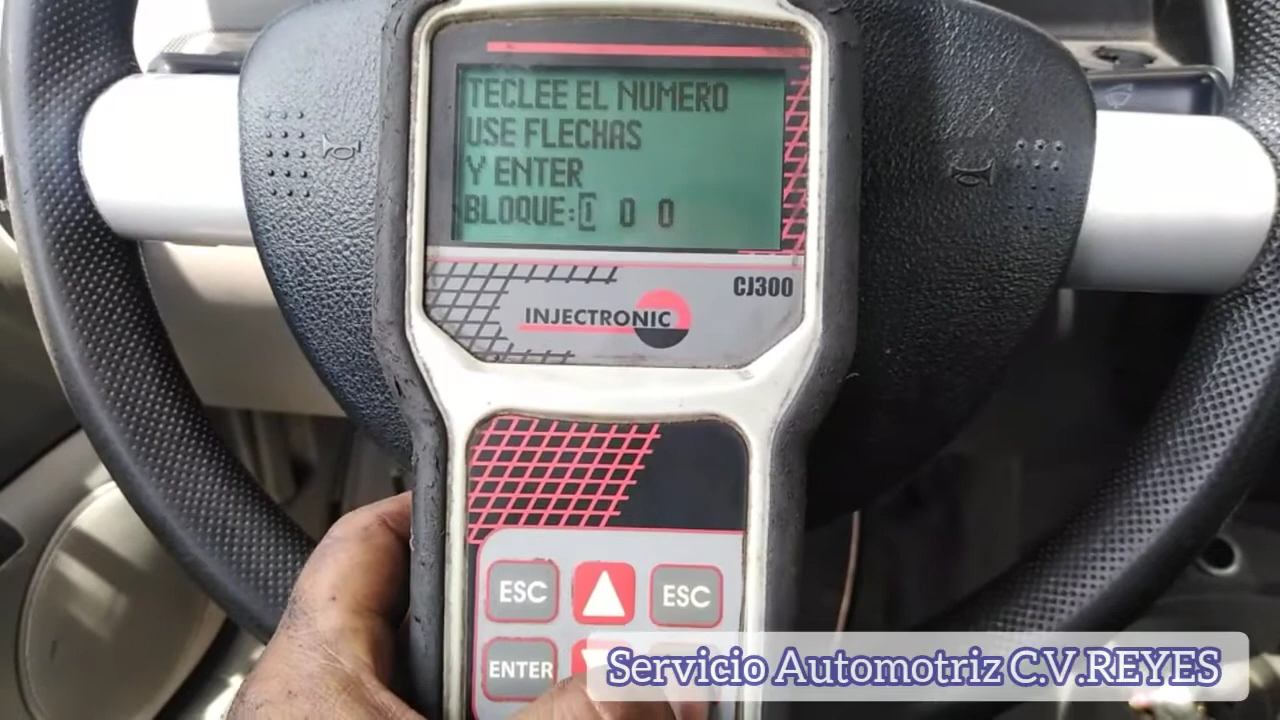 TECLEE EL NUMERO
USE FLECHAS
Y ENTER
BLOQUE:0 0 0
CJ300
INJECTRONIC
ESC ESC
ENTER
Servicio Automotriz C.V.REYES